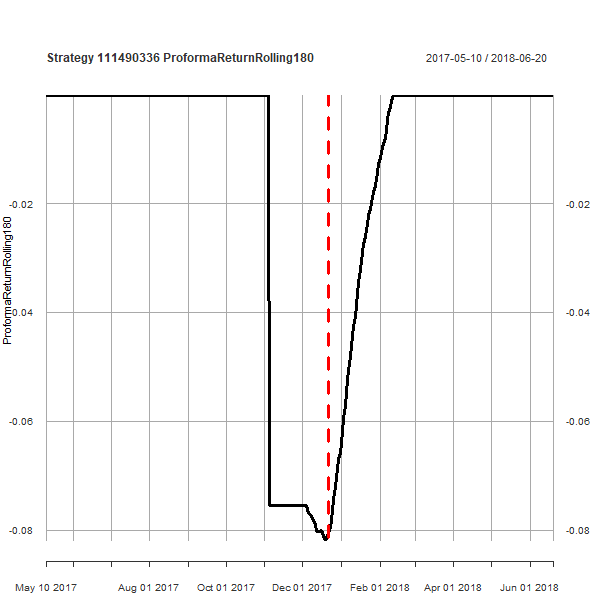 Strategy 111490336 ProformaReturnRolling180
2017-05-10 / 2018-06-20
ProformaReturnRolling180
-0.02
-0.02
-0.04
-0.04
-0.06
-0.06
-0.08
-0.08
May 10 2017
Aug 01 2017
Oct 01 2017
Dec 01 2017
Feb 01 2018
Apr 01 2018
Jun 01 2018